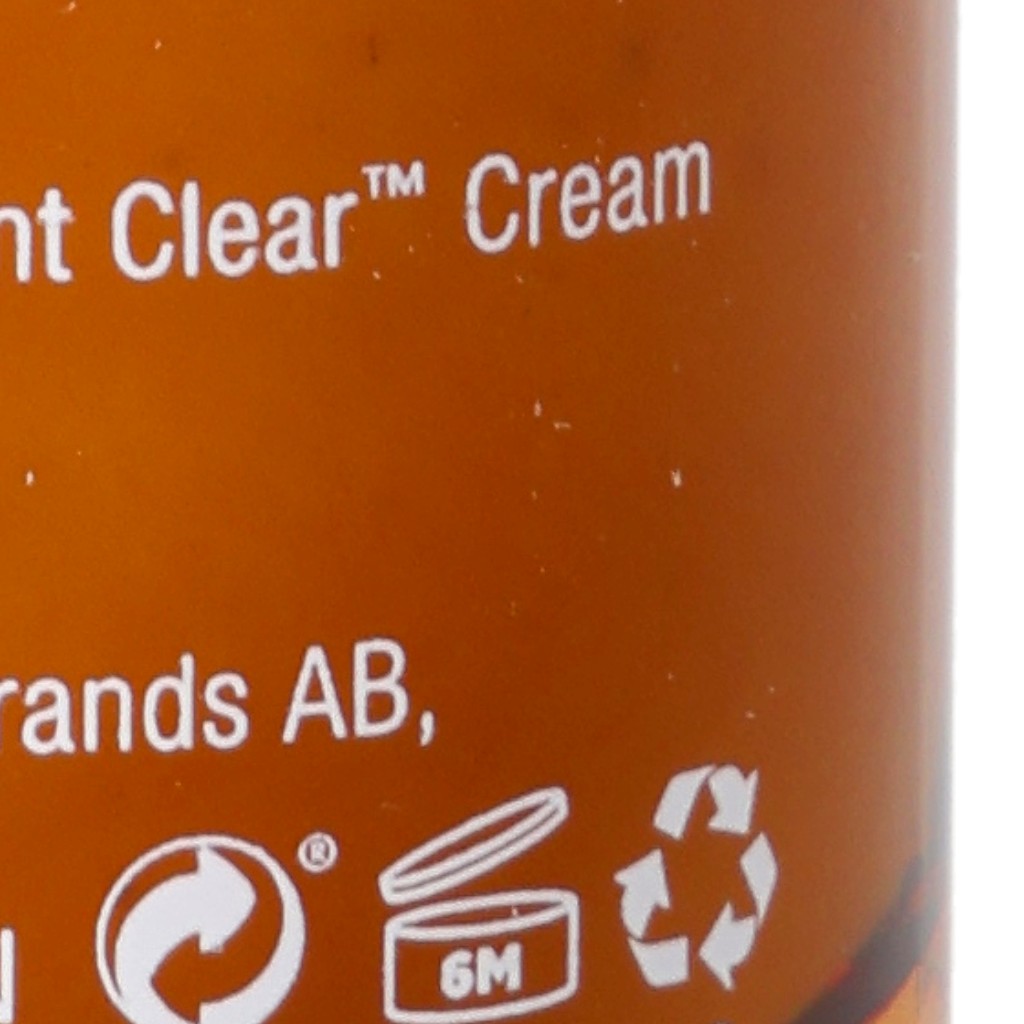 nt Clear™ Cream
rands AB,
®
6M